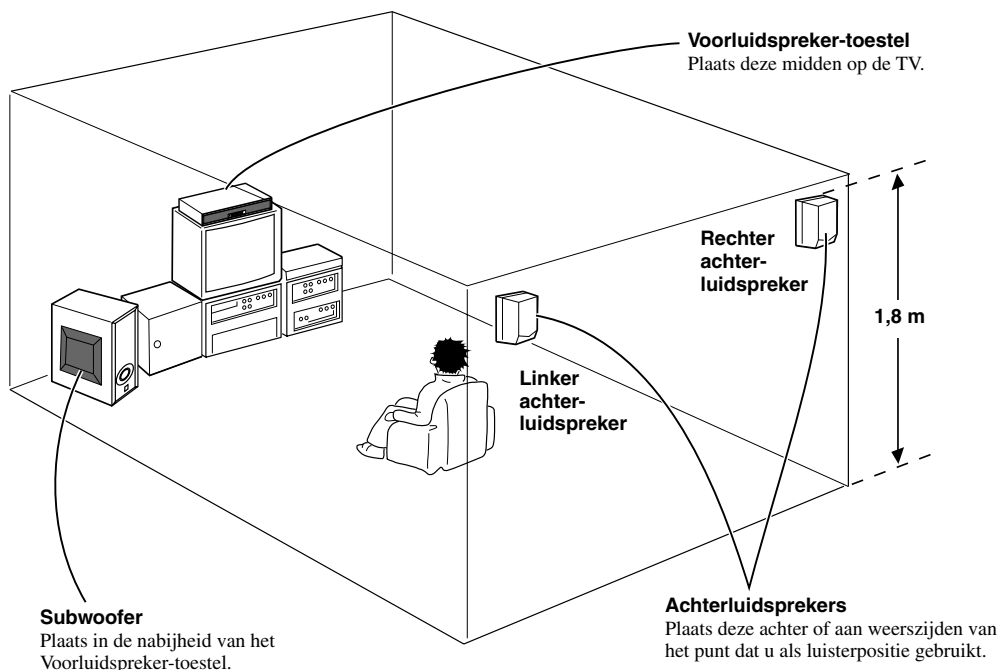 Voorluidspreker-toestel
Plaats deze midden op de TV.
Rechter
achter-
luidspreker
1,8 m
Linker
achter-
luidspreker
Subwoofer
Plaats in de nabijheid van het
Voorluidspreker-toestel.
Achterluidsprekers
Plaats deze achter of aan weerszijden van
het punt dat u als luisterpositie gebruikt.